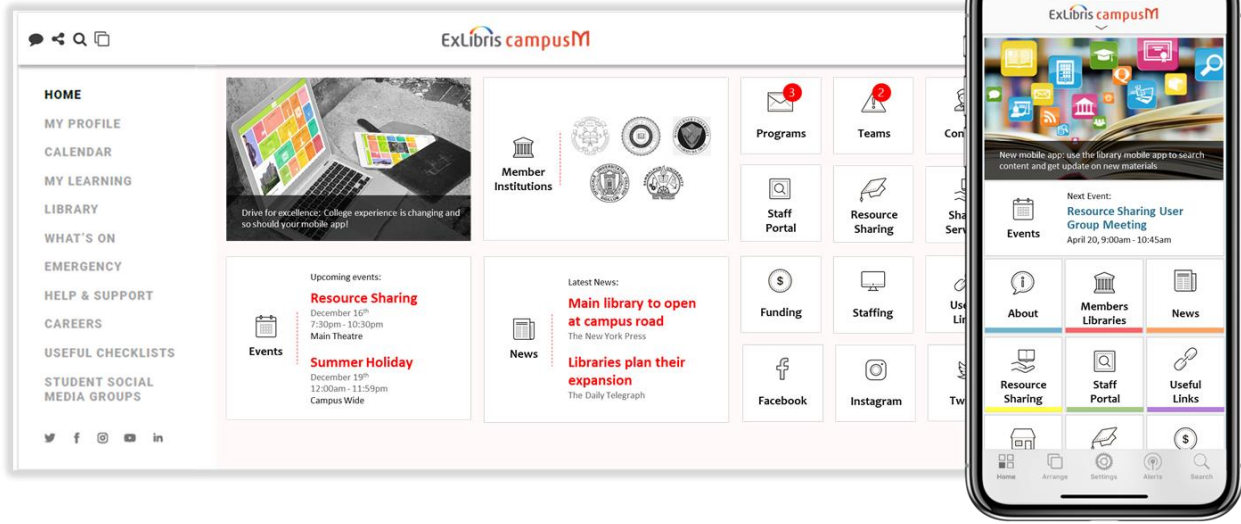 ExLibris campusM
HOME
MY PROFILE
CALENDAR
MY LEARNING
LIBRARY
WHAT'S ON
EMERGENCY
HELP & SUPPORT
CAREERS
USEFUL CHECKLISTS
STUDENT SOCIAL
MEDIA GROUPS
Drive for excellence: College experience is changing and
so should your mobile app!
Member
Institutions
Upcoming events:
Resource Sharing
December 16th
7:30pm - 10:30pm
Main Theatre
Events
Summer Holiday
December 19th
12:00am - 11:59pm
Campus Wide
Latest News:
Main library to open
at campus road
The New York Press
News
Libraries plan their
expansion
The Daily Telegraph
3
Programs
2
Teams
Con
Staff
Portal
Resource
Sharing
Sha
Serv
Funding
Staffing
Use
Lin
Facebook
Instagram
Tw
ExLibris campusM
New mobile app: use the library mobile app to search
content and get update on new materials
Events
Next Event:
Resource Sharing User
Group Meeting
April 20, 9:00am - 10:45am
About
Members
Libraries
News
Resource
Sharing
Staff
Portal
Useful
Links
Home
Arrange
Settings
Alerts
Search